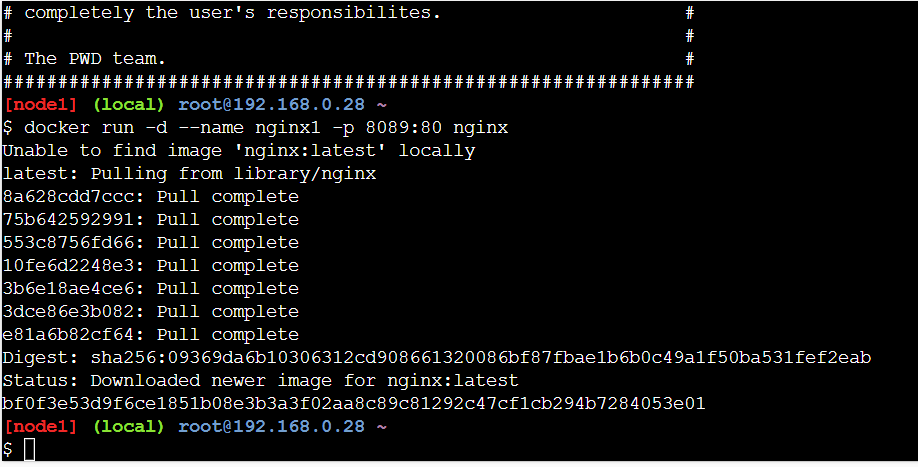 # completely the user's responsibilites. #
# #
# The PWD team. #
###############################################################
[node1] (local) root@192.168.0.28 ~
$ docker run -d --name nginx1 -p 8089:80 nginx
Unable to find image 'nginx:latest' locally
latest: Pulling from library/nginx
8a628cdd7ccc: Pull complete
75b642592991: Pull complete
553c8756fd66: Pull complete
10fe6d2248e3: Pull complete
3b6e18ae4ce6: Pull complete
3dce86e3b082: Pull complete
e81a6b82cf64: Pull complete
Digest: sha256:09369da6b10306312cd908661320086bf87fbae1b6b0c49a1f50ba531fef2eab
Status: Downloaded newer image for nginx:latest
bf0f3e53d9f6ce1851b08e3b3a3f02aa8c89c81292c47cf1cb294b7284053e01
[node1] (local) root@192.168.0.28 ~
$